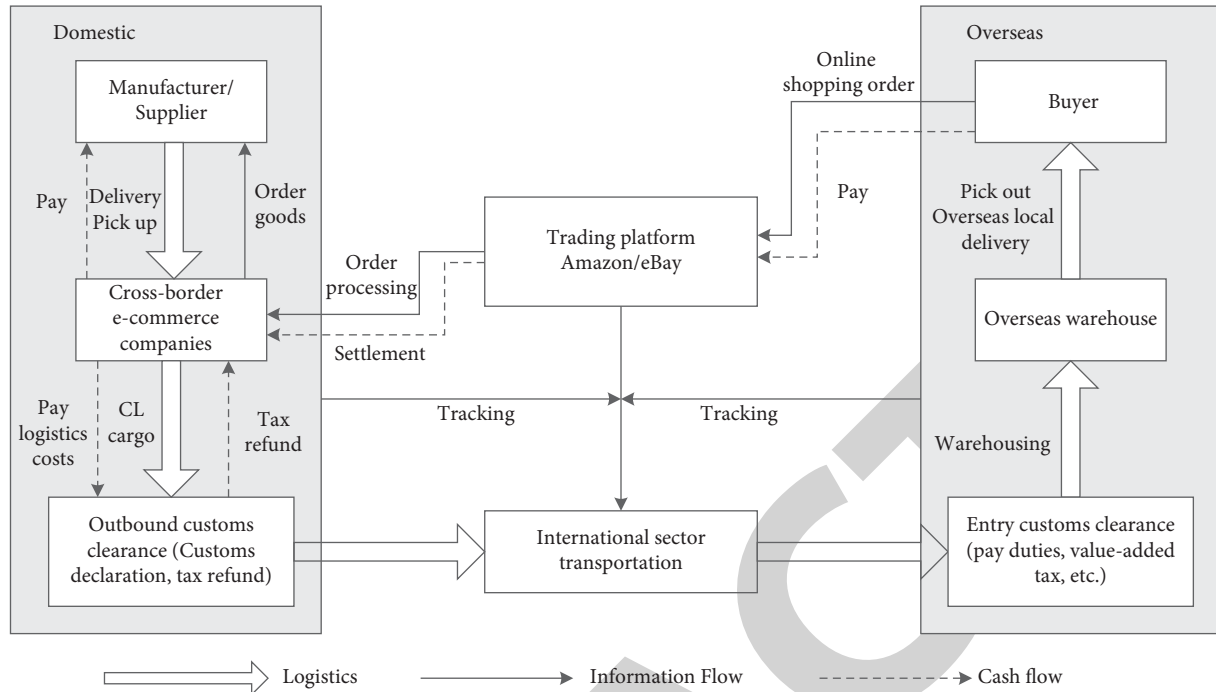 Domestic
Manufacturer/
Supplier
Pay
Delivery
Pick up
Order
goods
Cross-border
e-commerce
companies
Pay
logistics
costs
CL
cargo
Tax
refund
Outbound customs
clearance (Customs
declaration, tax refund)
Order
processing
Settlement
Tracking
Trading platform
Amazon/eBay
International sector
transportation
Online
shopping order
Pay
Tracking
Overseas
Buyer
Pick out
Overseas local
delivery
Overseas warehouse
Warehousing
Entry customs clearance
(pay duties, value-added
tax, etc.)
Logistics
Information Flow
Cash flow